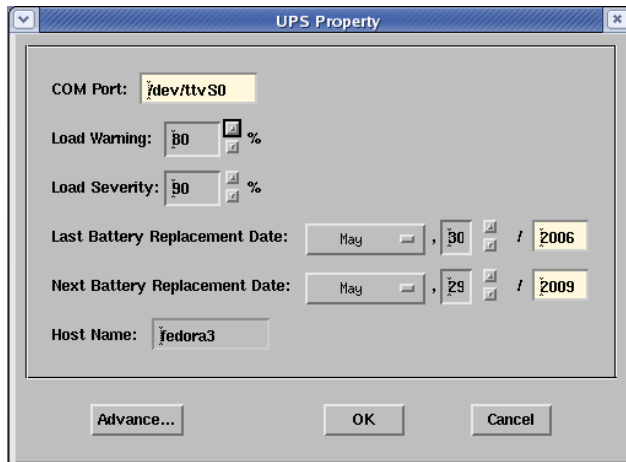 UPS Property
COM Port: /dev/ttyS0
Load Warning: 80 %
Load Severity: 90 %
Last Battery Replacement Date: May , 30 / 2006
Next Battery Replacement Date: May , 29 / 2009
Host Name: fedora3
Advance... OK Cancel